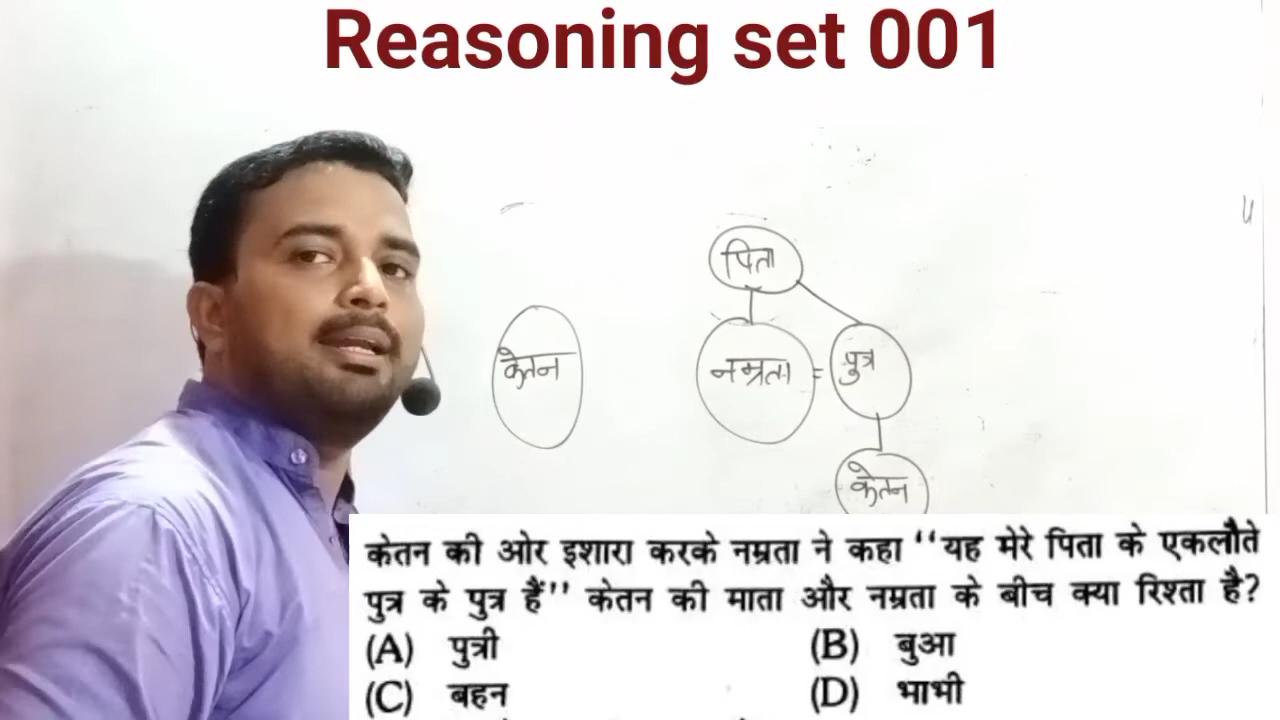 Reasoning set 001
पिता
केतन
नम्रता = पुत्र
केतन
केतन की ओर इशारा करके नम्रता ने कहा ‘‘यह मेरे पिता के एकलौते
पुत्र के पुत्र हैं’’ केतन की माता और नम्रता के बीच क्या रिश्ता है?
(A) पुत्री (B) बुआ
(C) बहन (D) भाभी